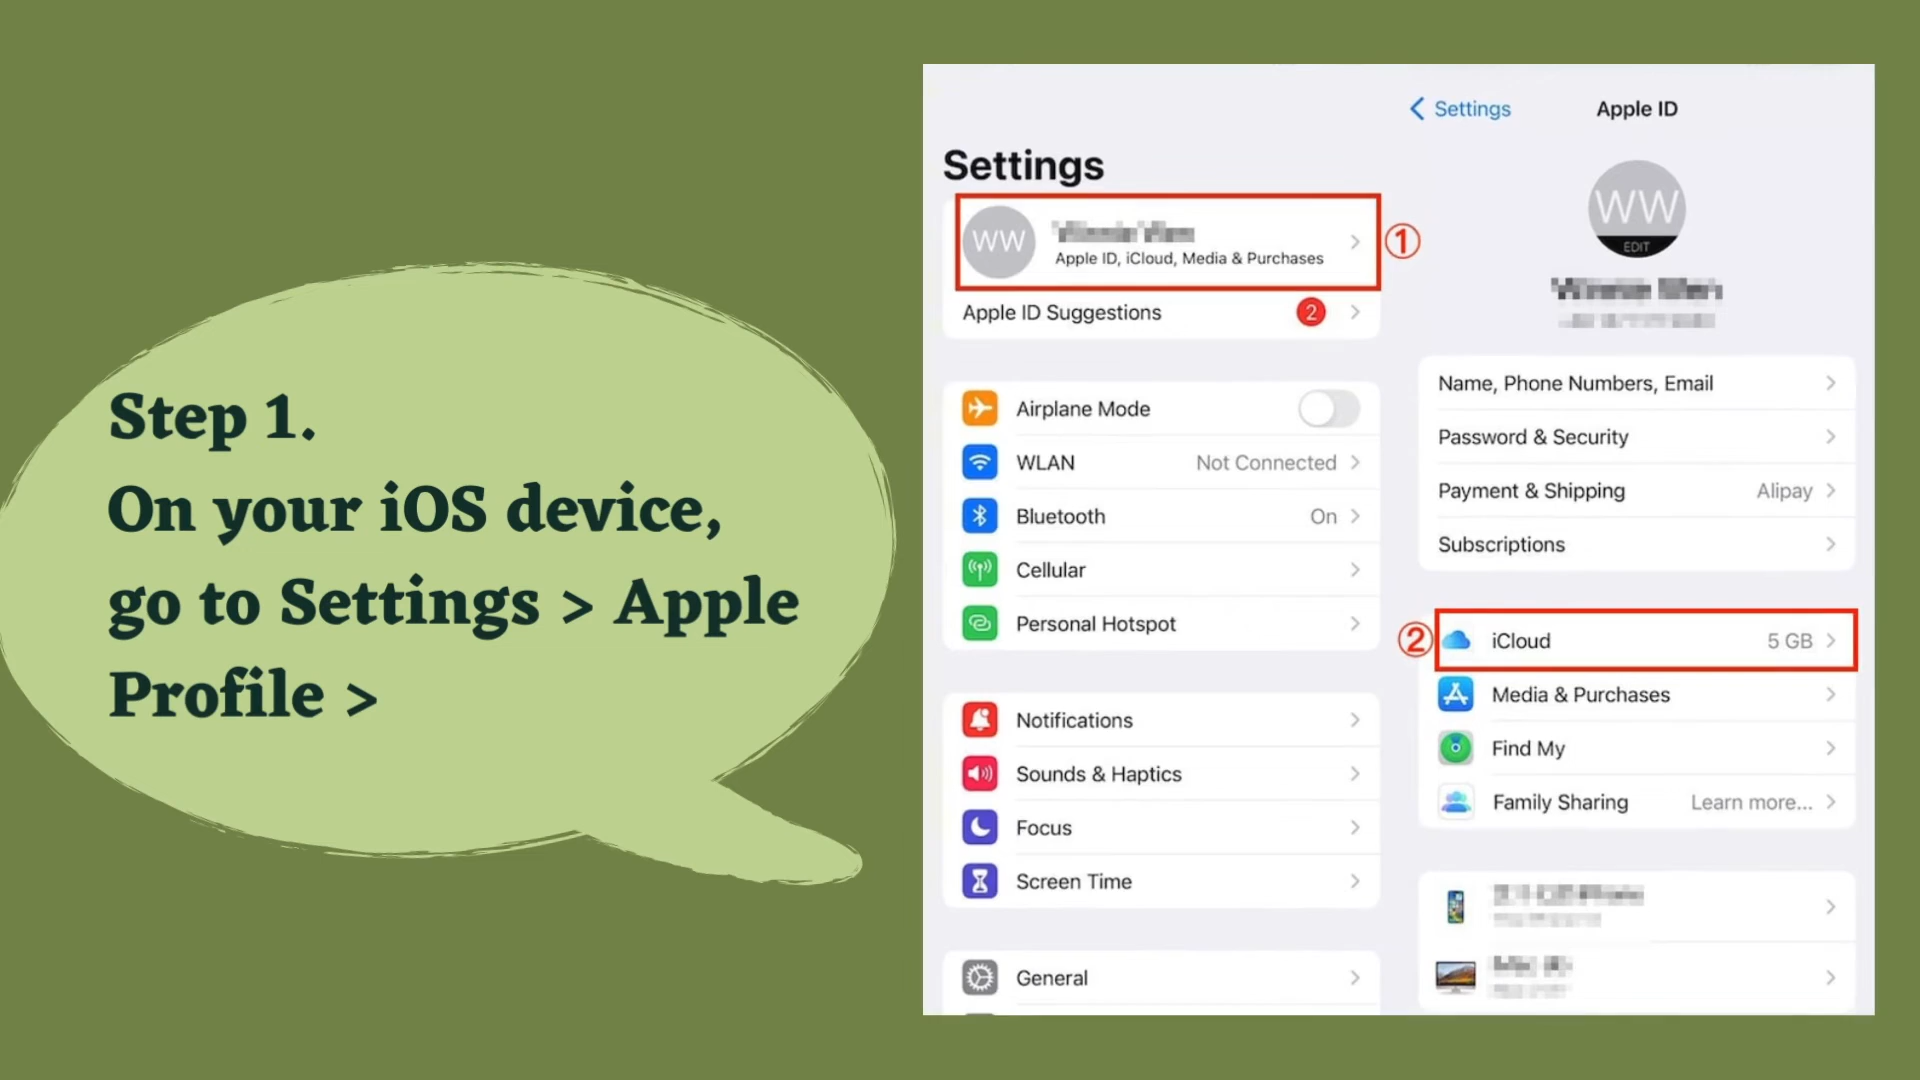 Step 1.
On your iOS device,
go to Settings > Apple
Profile >
Settings
WW
Apple ID, iCloud, Media & Purchases
①
Apple ID Suggestions 2
Airplane Mode
WLAN Not Connected
Bluetooth On
Cellular
Personal Hotspot
Notifications
Sounds & Haptics
Focus
Screen Time
General
Settings Apple ID
WW
EDIT
Name, Phone Numbers, Email
Password & Security
Payment & Shipping Alipay
Subscriptions
② iCloud 5 GB
Media & Purchases
Find My
Family Sharing Learn more...